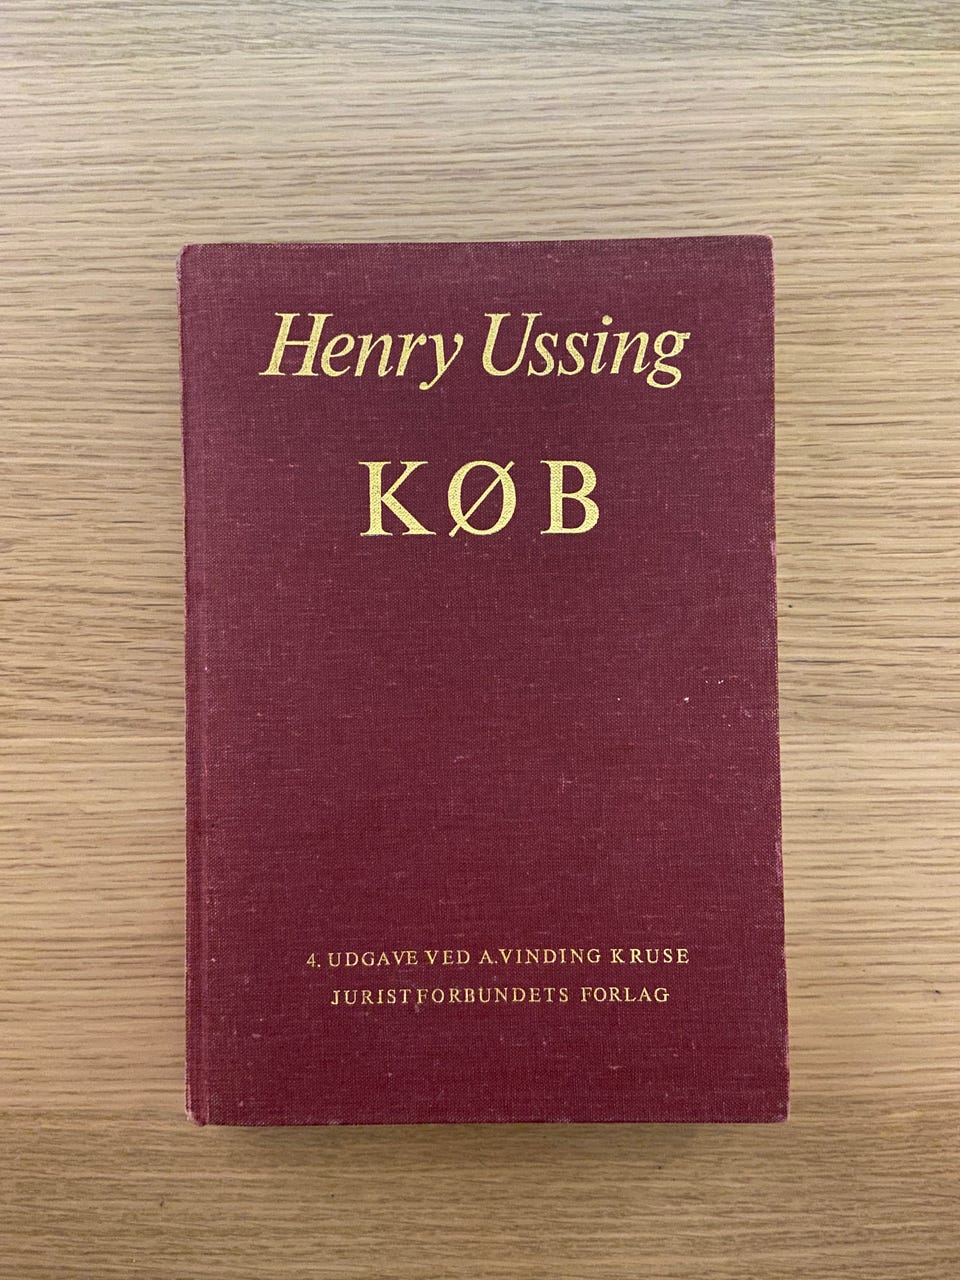 Henry Ussing
KØB
4. UDGAVE VED A. VINDING KRUSE
JURISTFORBUNDETS FORLAG